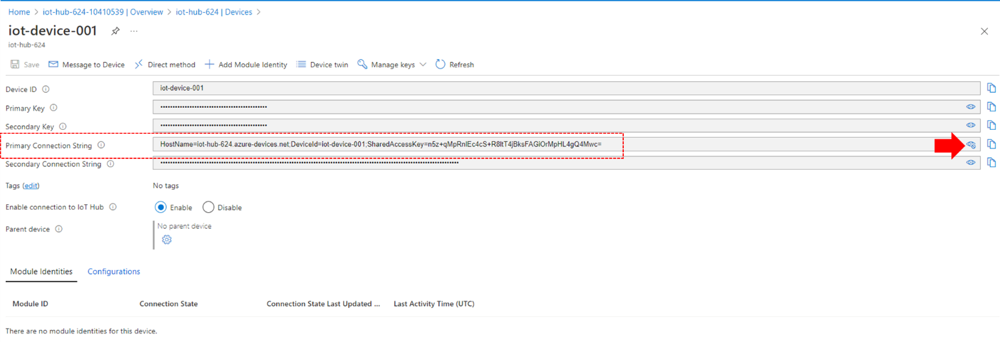 Home > iot-hub-624-10410539 | Overview > iot-hub-624 | Devices >
iot-device-001 ...
iot-hub-624
Save Message to Device Direct method Add Module Identity Device twin Manage keys Refresh
Device ID iot-device-001
Primary Key ••••••••••••••••••••••••••••••••••••••••••••
Secondary Key ••••••••••••••••••••••••••••••••••••••••••••
Primary Connection String HostName=iot-hub-624.azure-devices.net;DeviceId=iot-device-001;SharedAccessKey=n5z+qMpRnIEc4cS+R8ltT4jBksFAGiOrMpHL4gQ4Mwc=
Secondary Connection String ••••••••••••••••••••••••••••••••••••••••••••••••••••••••••••••••••••••••••••••••••••••••••••••••••••••••••••••••••••••••••
Tags (edit) No tags
Enable connection to IoT Hub Enable Disable
Parent device No parent device
Module Identities Configurations
Module ID Connection State Connection State Last Updated ... Last Activity Time (UTC)
There are no module identities for this device.